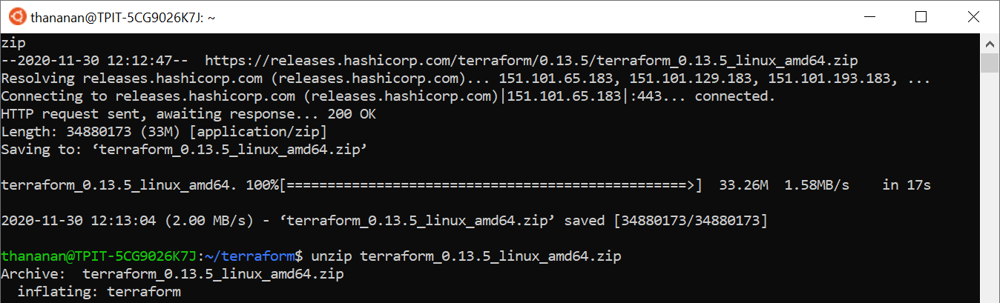 thananan@TPIT-5CG9026K7J: ~
zip
--2020-11-30 12:12:47--  https://releases.hashicorp.com/terraform/0.13.5/terraform_0.13.5_linux_amd64.zip
Resolving releases.hashicorp.com (releases.hashicorp.com)... 151.101.65.183, 151.101.129.183, 151.101.193.183, ...
Connecting to releases.hashicorp.com (releases.hashicorp.com)|151.101.65.183|:443... connected.
HTTP request sent, awaiting response... 200 OK
Length: 34880173 (33M) [application/zip]
Saving to: ‘terraform_0.13.5_linux_amd64.zip’
terraform_0.13.5_linux_amd64. 100%[=================================================>]  33.26M  1.58MB/s    in 17s
2020-11-30 12:13:04 (2.00 MB/s) - ‘terraform_0.13.5_linux_amd64.zip’ saved [34880173/34880173]
thananan@TPIT-5CG9026K7J:~/terraform$ unzip terraform_0.13.5_linux_amd64.zip
Archive:  terraform_0.13.5_linux_amd64.zip
  inflating: terraform